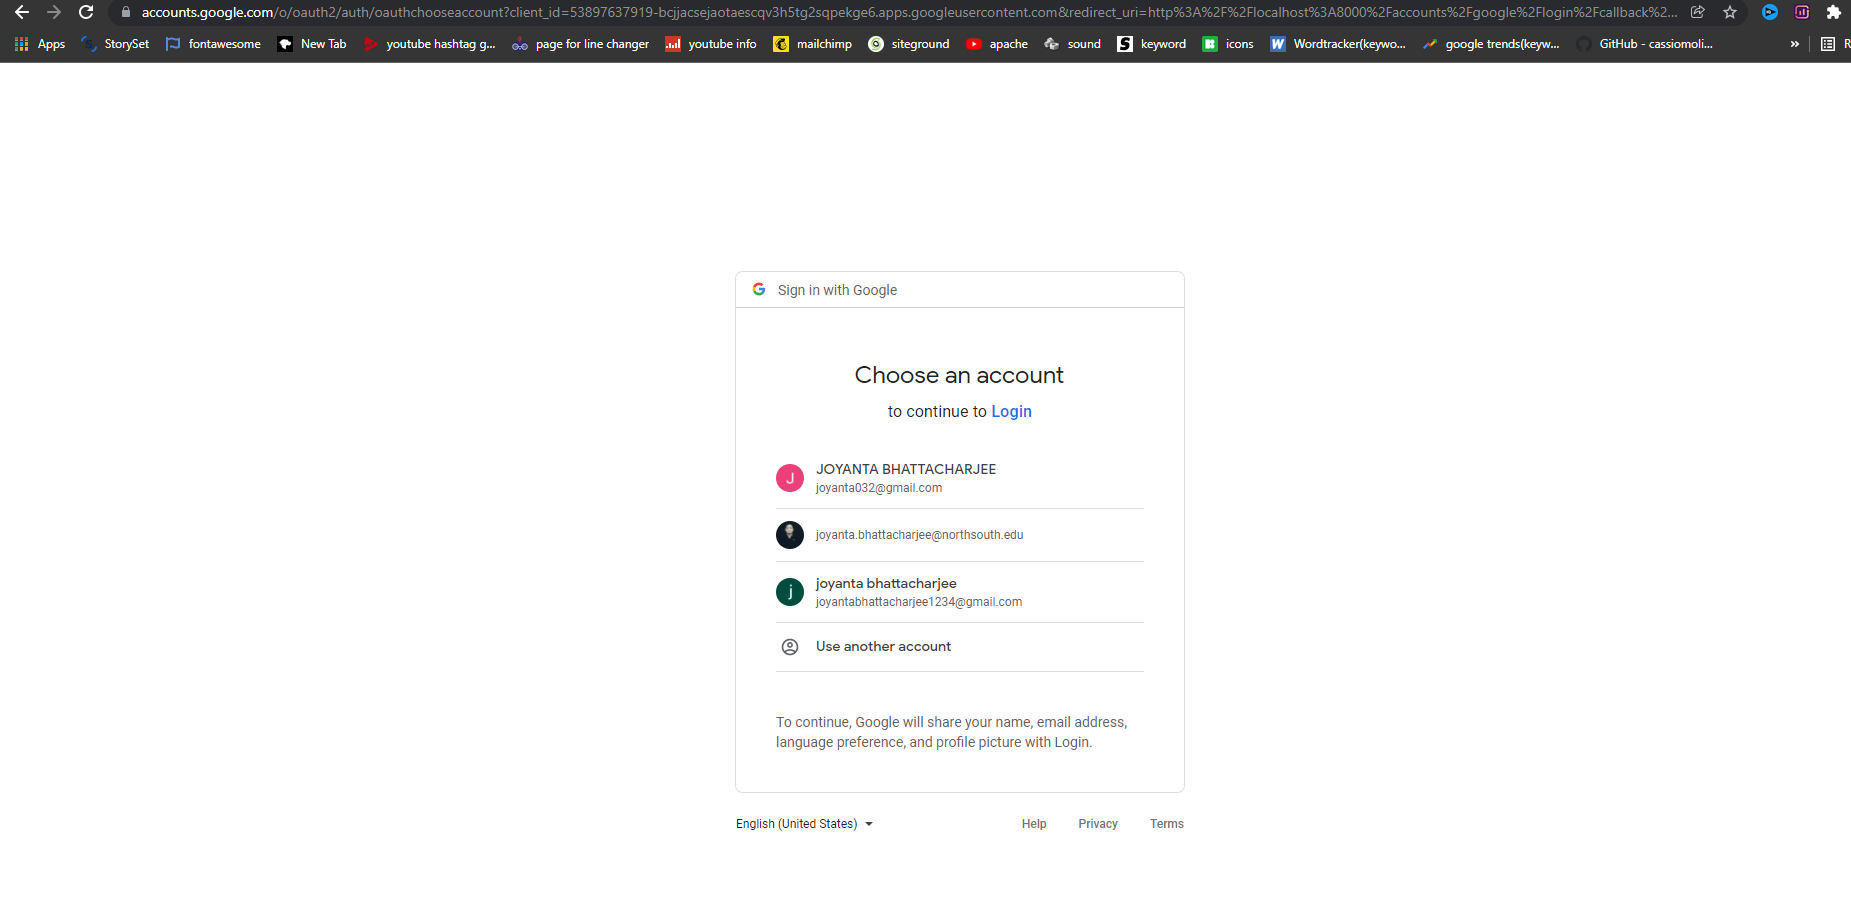 accounts.google.com/o/oauth2/auth/oauthchooseaccount?client_id=53897637919-bcjjacsejaotaescqv3h5tg2sqpekge6.apps.googleusercontent.com&redirect_uri=http%3A%2F%2Flocalhost%3A8000%2Faccounts%2Fgoogle%2Flogin%2Fcallback%2...
Apps StorySet fontawesome New Tab youtube hashtag g... page for line changer youtube info mailchimp siteground apache sound keyword icons Wordtracker(keywo... google trends(keyw... GitHub - cassiomoli... » R
Sign in with Google
Choose an account
to continue to Login
J JOYANTA BHATTACHARJEE
joyanta032@gmail.com
joyanta.bhattacharjee@northsouth.edu
j joyanta bhattacharjee
joyantabhattacharjee1234@gmail.com
Use another account
To continue, Google will share your name, email address,
language preference, and profile picture with Login.
English (United States) Help Privacy Terms